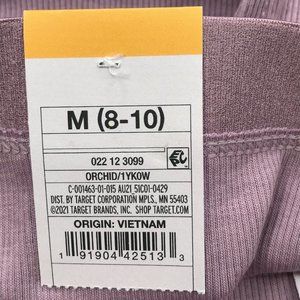 M (8-10)
022 12 3099
ORCHID/1YK0W
C-001463-01-015 AU21 51C01-0429
DIST. BY TARGET CORPORATION MPLS., MN 55403
©2021 TARGET BRANDS, INC. SHOP TARGET.COM
ORIGIN: VIETNAM
1 91904 42513 3